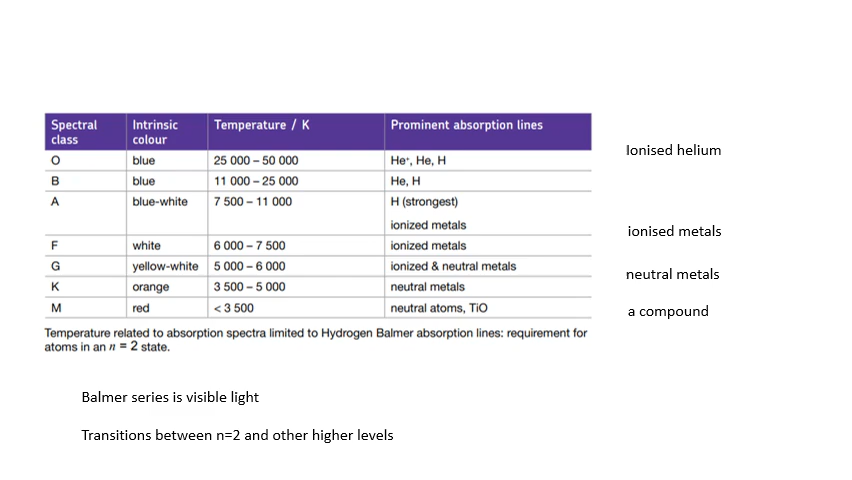 Spectral class Intrinsic colour Temperature / K Prominent absorption lines
Ionised helium
O blue 25 000 – 50 000 He⁺, He, H
B blue 11 000 – 25 000 He, H
A blue-white 7 500 – 11 000 H (strongest)
ionized metals
ionised metals
F white 6 000 – 7 500 ionized metals
G yellow-white 5 000 – 6 000 ionized & neutral metals
neutral metals
K orange 3 500 – 5 000 neutral metals
M red < 3 500 neutral atoms, TiO
a compound
Temperature related to absorption spectra limited to Hydrogen Balmer absorption lines: requirement for
atoms in an n = 2 state.
Balmer series is visible light
Transitions between n=2 and other higher levels